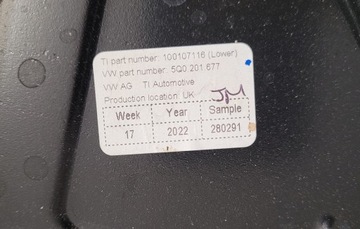 TI part number: 100107116 (Lower)
VW part number: 5Q0.201.677
VW AG TI Automotive
Production location: UK
JM
Week Year Sample
17 2022 280291